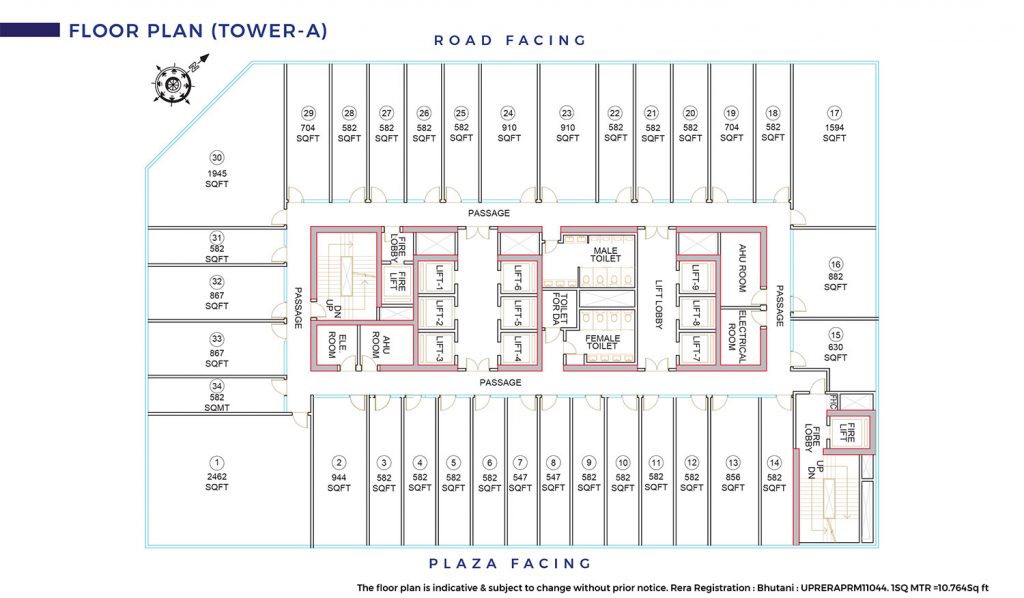 FLOOR PLAN (TOWER-A)
ROAD FACING
N
29
704
SQFT
28
582
SQFT
27
582
SQFT
26
582
SQFT
25
582
SQFT
24
910
SQFT
23
910
SQFT
22
582
SQFT
21
582
SQFT
20
582
SQFT
19
704
SQFT
18
582
SQFT
17
1594
SQFT
30
1945
SQFT
PASSAGE
31
582
SQFT
32
867
SQFT
33
867
SQFT
34
582
SQMT
PASSAGE
UP
DN
FIRE
LOBBY
FIRE
LIFT
ELE
ROOM
AHU
ROOM
LIFT-1
LIFT-2
LIFT-3
LIFT-6
LIFT-5
LIFT-4
MALE
TOILET
TOILET
FOR DA
FEMALE
TOILET
LIFT LOBBY
LIFT-9
LIFT-8
LIFT-7
AHU ROOM
ELECTRICAL
ROOM
PASSAGE
16
882
SQFT
15
630
SQFT
PASSAGE
1
2462
SQFT
2
944
SQFT
3
582
SQFT
4
582
SQFT
5
582
SQFT
6
582
SQFT
7
547
SQFT
8
547
SQFT
9
582
SQFT
10
582
SQFT
11
582
SQFT
12
582
SQFT
13
856
SQFT
14
582
SQFT
FHC
FIRE
LOBBY
FIRE
LIFT
UP
DN
PLAZA FACING
The floor plan is indicative & subject to change without prior notice. Rera Registration : Bhutani : UPRERAPRM11044. 1SQ MTR =10.764Sq ft